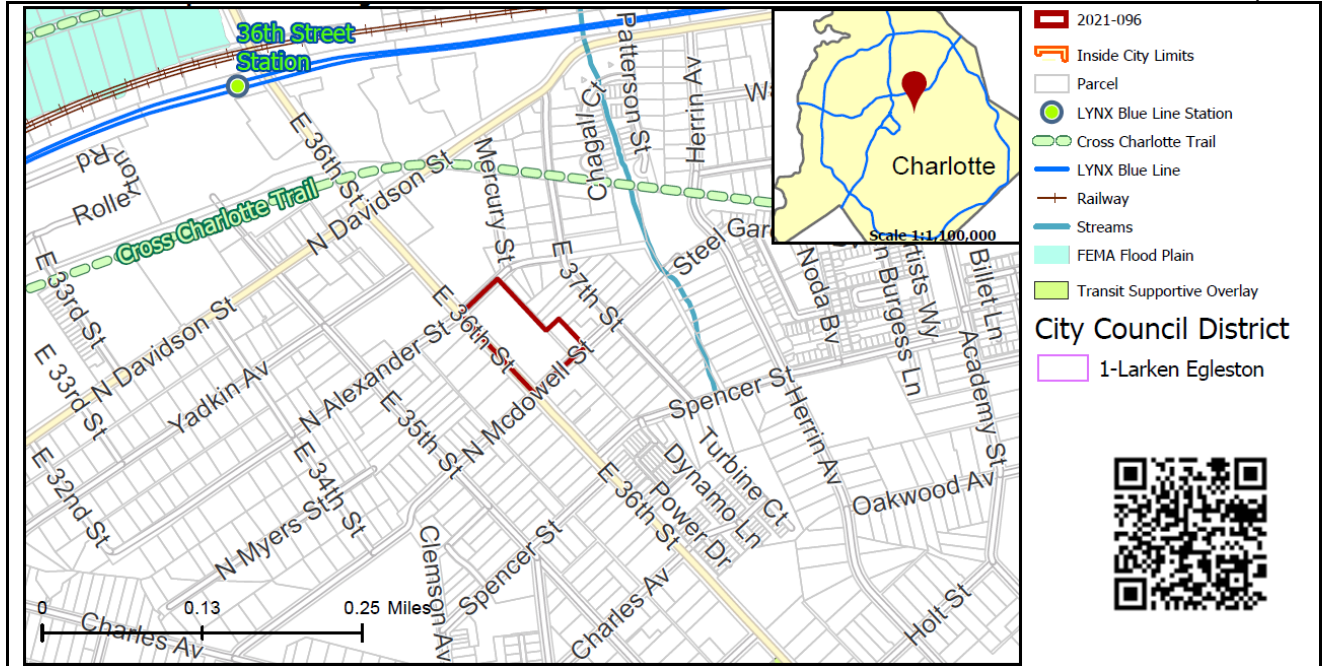 36th Street
Station
Patterson St
Herrin Av
Chagall Ct
Mercury St
E 36th St
N Davidson St
Rolle
Cross Charlotte Trail
E 33rd St
E 37th St
Steel Gar
Noda Bv
n Burgess Ln
tists Wy
Billet Ln
Academy St
E 36th St
N Alexander St
N Mcdowell St
N Davidson St
Yadkin Av
E 33rd St
E 35th St
E 34th St
E 32nd St
N Myers St
Spencer St
Herrin Av
Turbine Ct
Dynamo Ln
Power Dr
E 36th St
Oakwood Av
Clemson Av
Spencer St
Charles Av
Holt St
Charles Av
0 0.13 0.25 Miles
Charlotte
Scale 1:1,100,000
2021-096
Inside City Limits
Parcel
LYNX Blue Line Station
Cross Charlotte Trail
LYNX Blue Line
Railway
Streams
FEMA Flood Plain
Transit Supportive Overlay
City Council District
1-Larken Egleston